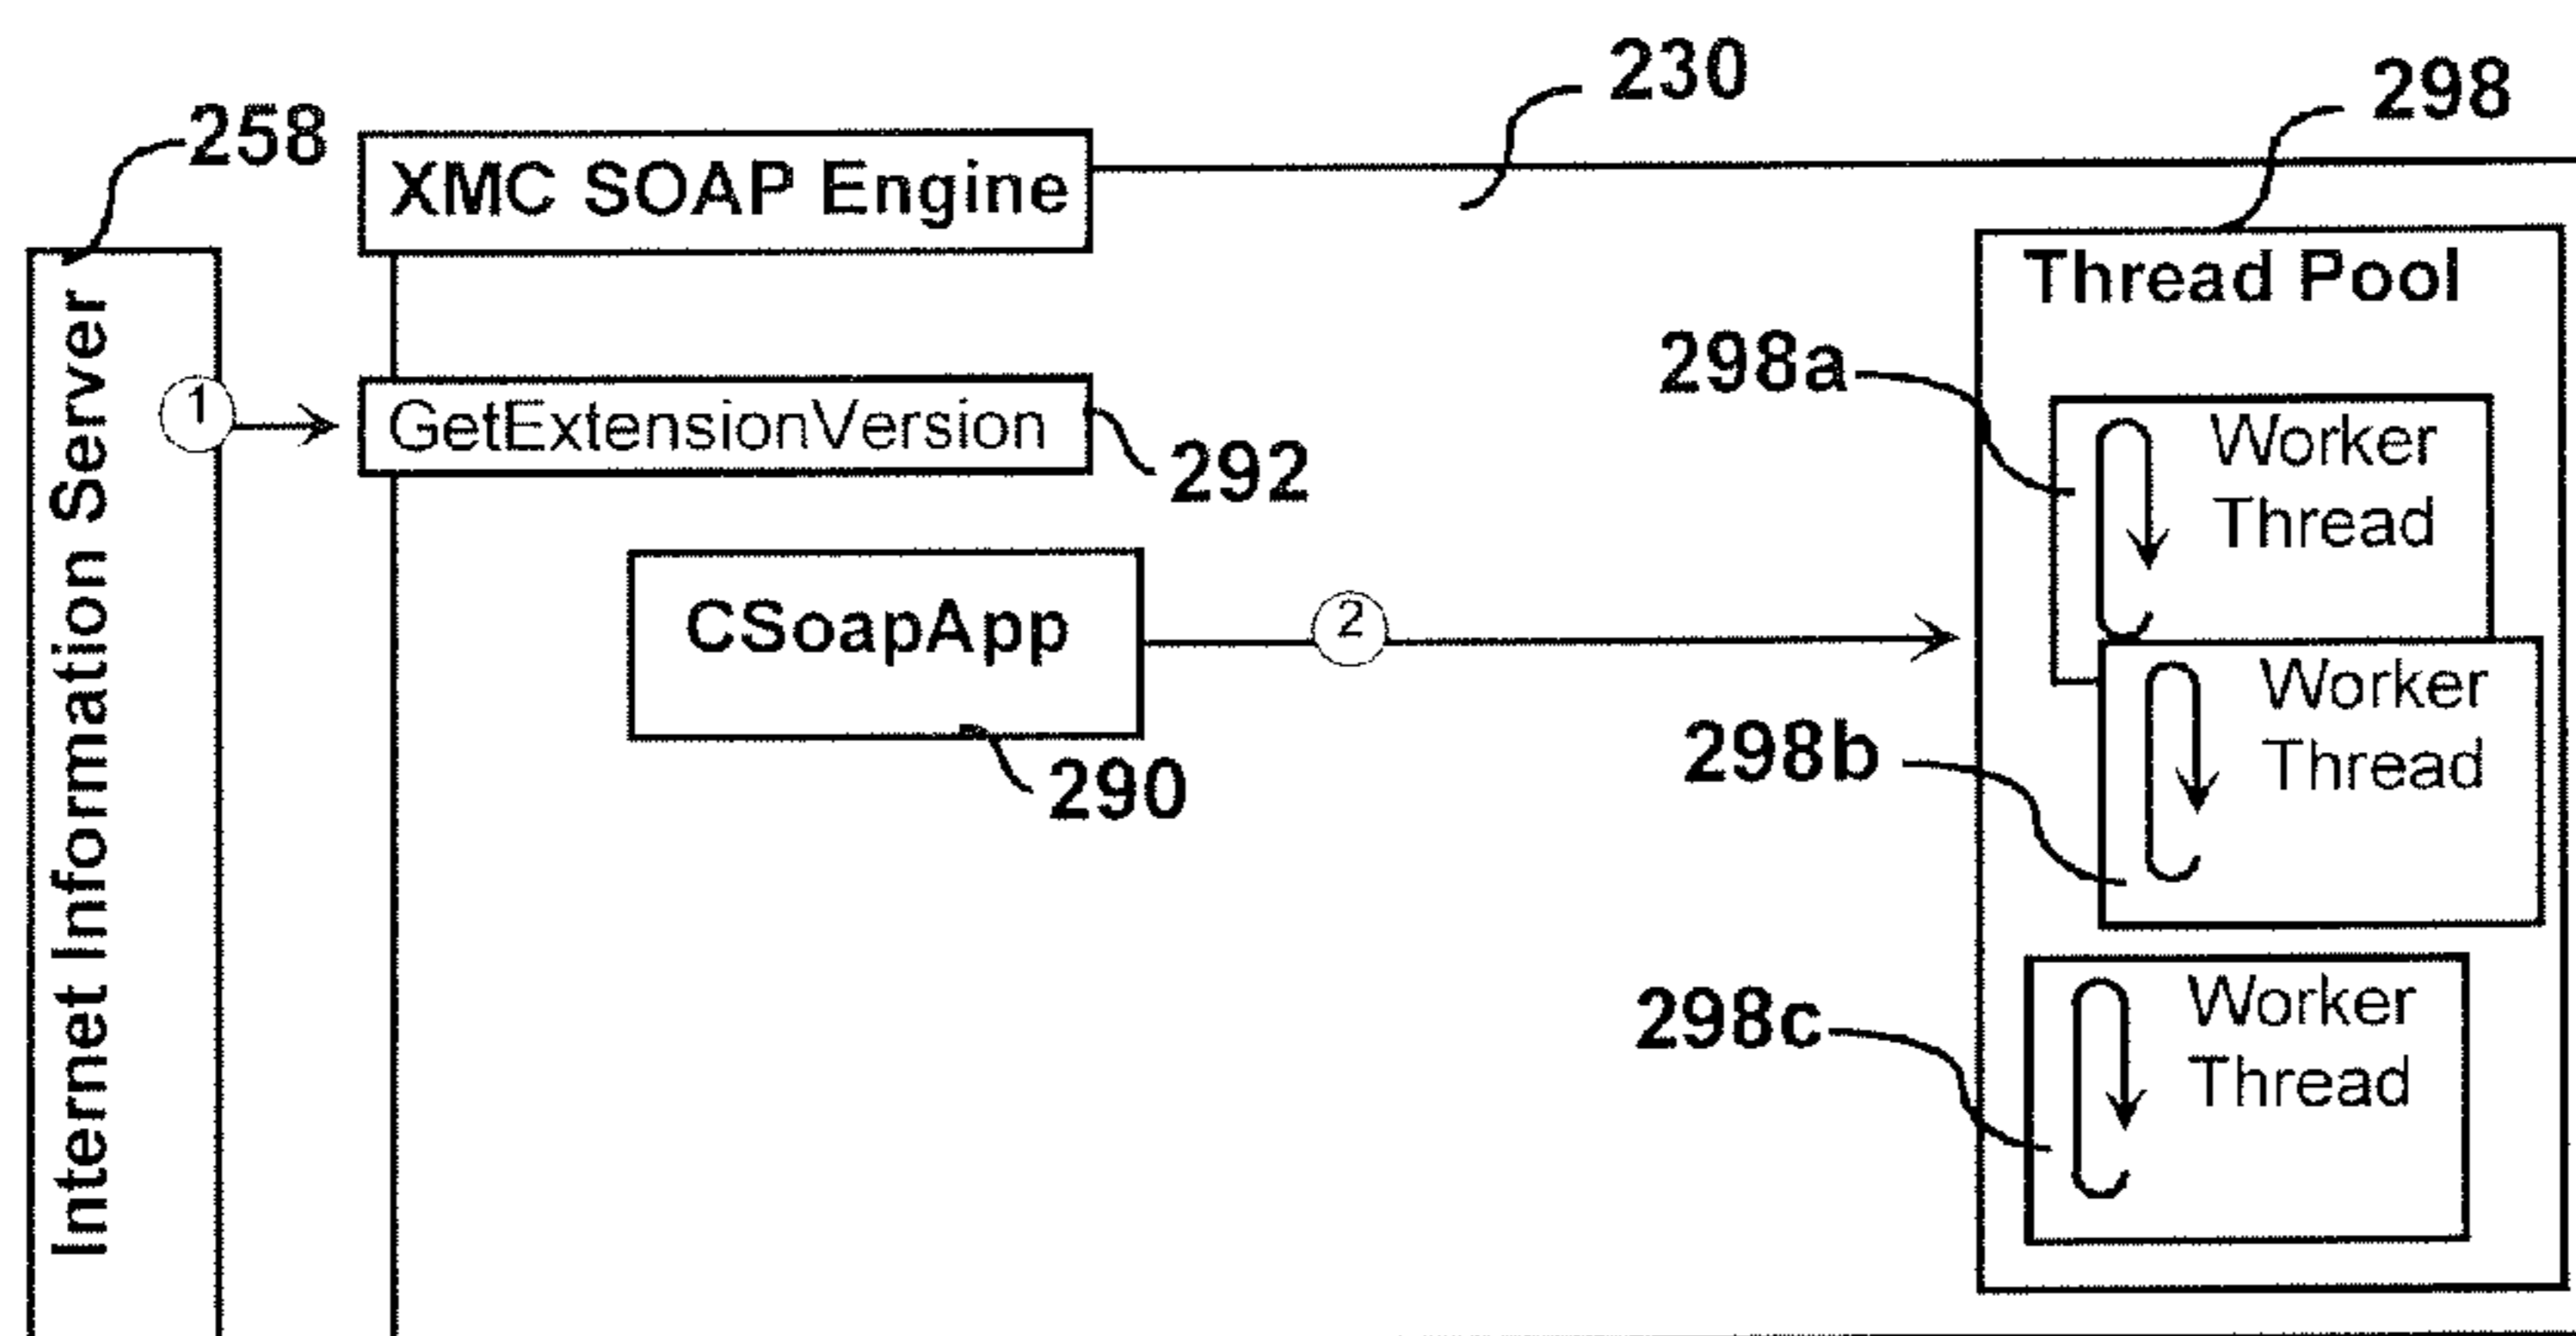 230
298
258
XMC SOAP Engine
Thread Pool
298a
1
GetExtensionVersion
292
Worker
Thread
Internet Information Server
CSoapApp
2
290
298b
Worker
Thread
298c
Worker
Thread